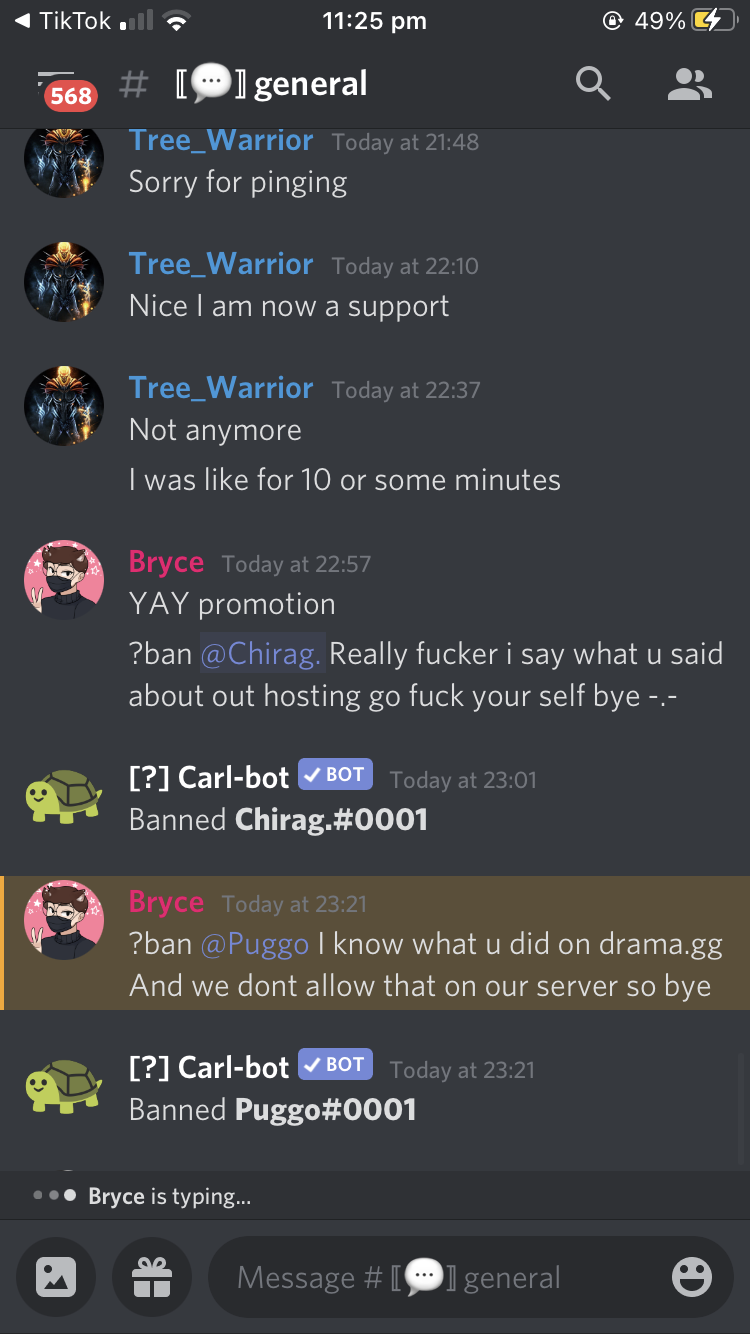 TikTok 11:25 pm 49%
568 # [💬] general
Tree_Warrior Today at 21:48
Sorry for pinging
Tree_Warrior Today at 22:10
Nice I am now a support
Tree_Warrior Today at 22:37
Not anymore
I was like for 10 or some minutes
Bryce Today at 22:57
YAY promotion
?ban @Chirag. Really fucker i say what u said
about out hosting go fuck your self bye -.-
[?] Carl-bot BOT Today at 23:01
Banned Chirag.#0001
Bryce Today at 23:21
?ban @Puggo I know what u did on drama.gg
And we dont allow that on our server so bye
[?] Carl-bot BOT Today at 23:21
Banned Puggo#0001
Bryce is typing...
Message # [💬] general